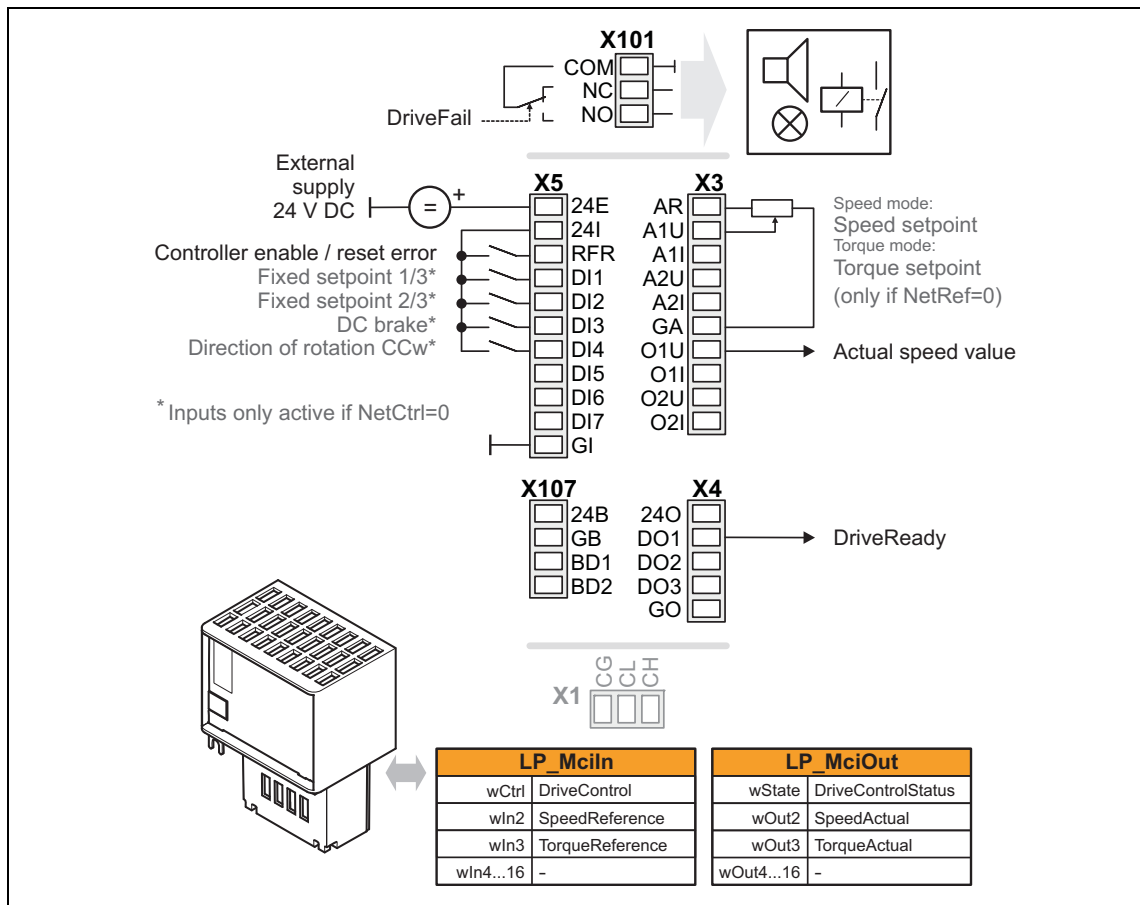 X101
COM
NC
NO
DriveFail
External
supply
24 V DC
=
+
X5
24E
24I
RFR
DI1
DI2
DI3
DI4
DI5
DI6
DI7
GI
Controller enable / reset error
Fixed setpoint 1/3*
Fixed setpoint 2/3*
DC brake*
Direction of rotation CCw*
* Inputs only active if NetCtrl=0
X3
AR
A1U
A1I
A2U
A2I
GA
O1U
O1I
O2U
O2I
Speed mode:
Speed setpoint
Torque mode:
Torque setpoint
(only if NetRef=0)
Actual speed value
X107
24B
GB
BD1
BD2
X4
24O
DO1
DO2
DO3
GO
DriveReady
X1
CG
CL
CH
LP_MciIn
wCtrl DriveControl
wIn2 SpeedReference
wIn3 TorqueReference
wIn4...16 -
LP_MciOut
wState DriveControlStatus
wOut2 SpeedActual
wOut3 TorqueActual
wOut4...16 -